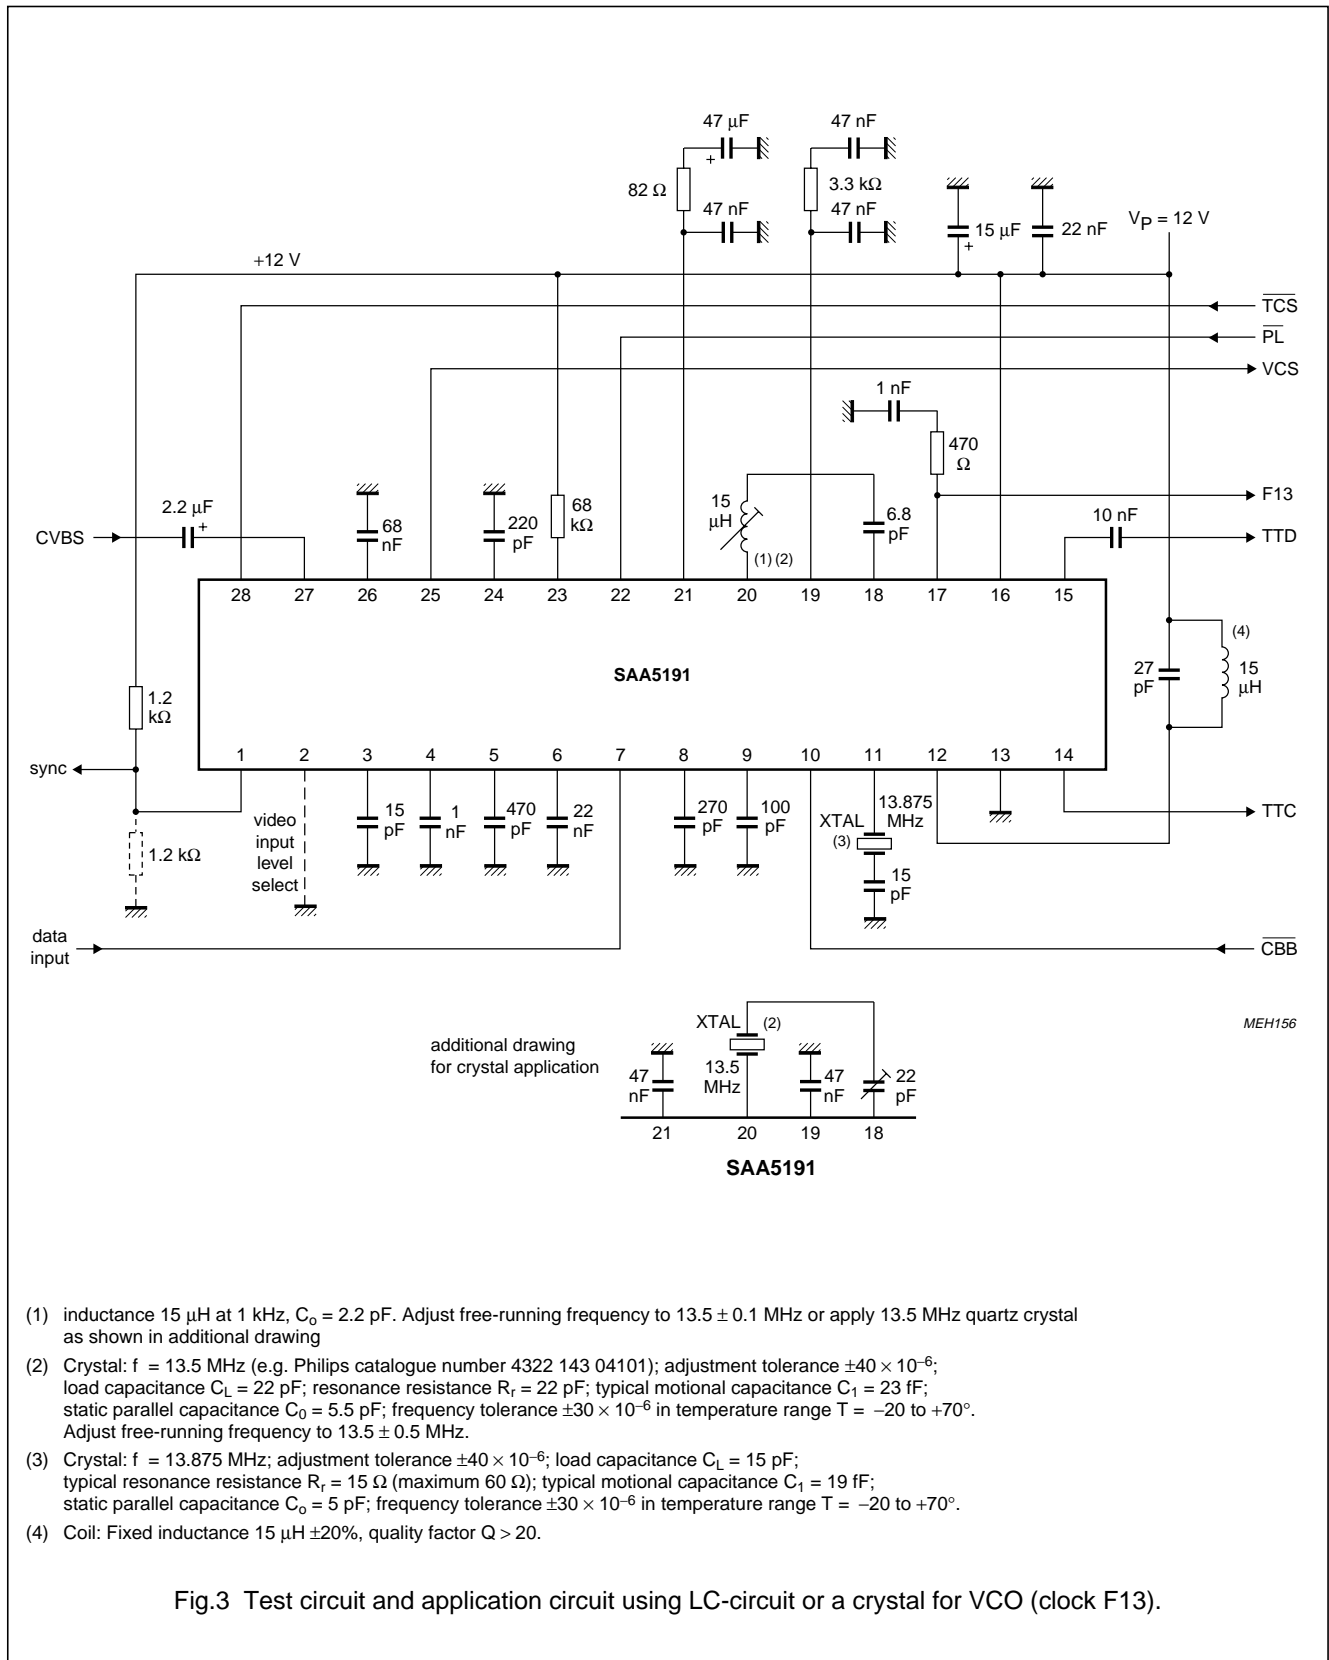 47 μF
47 nF
82 Ω
3.3 kΩ
+
47 nF
47 nF
15 μF
+
22 nF
VP = 12 V
+12 V
TCS
PL
VCS
1 nF
470
Ω
F13
2.2 μF
+
CVBS
68
nF
220
pF
68
kΩ
15
μH
(1) (2)
6.8
pF
10 nF
TTD
28 27 26 25 24 23 22 21 20 19 18 17 16 15
SAA5191
(4)
27
pF
15
μH
1.2
kΩ
1 2 3 4 5 6 7 8 9 10 11 12 13 14
sync
1.2 kΩ
video
input
level
select
15
pF
1
nF
470
pF
22
nF
270
pF
100
pF
13.875
MHz
XTAL
(3)
15
pF
TTC
data
input
CBB
MEH156
additional drawing
for crystal application
XTAL (2)
47
nF
13.5
MHz
47
nF
22
pF
21 20 19 18
SAA5191
(1) inductance 15 μH at 1 kHz, Co = 2.2 pF. Adjust free-running frequency to 13.5 ± 0.1 MHz or apply 13.5 MHz quartz crystal
as shown in additional drawing
(2) Crystal: f = 13.5 MHz (e.g. Philips catalogue number 4322 143 04101); adjustment tolerance ±40 × 10⁻⁶;
load capacitance CL = 22 pF; resonance resistance Rr = 22 pF; typical motional capacitance C1 = 23 fF;
static parallel capacitance C0 = 5.5 pF; frequency tolerance ±30 × 10⁻⁶ in temperature range T = −20 to +70°.
Adjust free-running frequency to 13.5 ± 0.5 MHz.
(3) Crystal: f = 13.875 MHz; adjustment tolerance ±40 × 10⁻⁶; load capacitance CL = 15 pF;
typical resonance resistance Rr = 15 Ω (maximum 60 Ω); typical motional capacitance C1 = 19 fF;
static parallel capacitance Co = 5 pF; frequency tolerance ±30 × 10⁻⁶ in temperature range T = −20 to +70°.
(4) Coil: Fixed inductance 15 μH ±20%, quality factor Q > 20.
Fig.3 Test circuit and application circuit using LC-circuit or a crystal for VCO (clock F13).